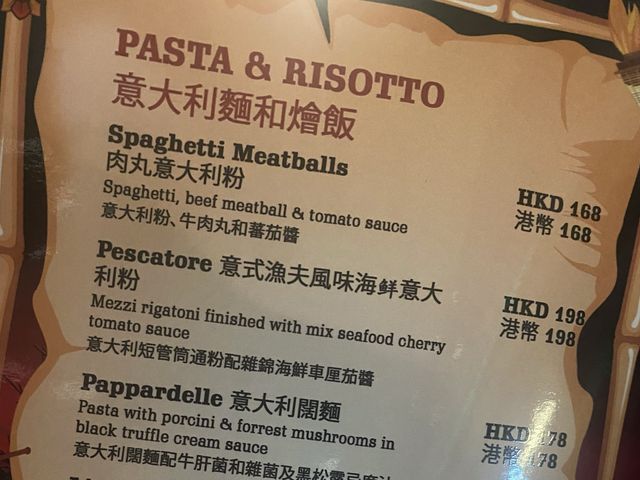 PASTA & RISOTTO
意大利麵和燴飯
Spaghetti Meatballs
肉丸意大利粉
Spaghetti, beef meatball & tomato sauce
意大利粉、牛肉丸和蕃茄醬
HKD 168
港幣 168
Pescatore 意式漁夫風味海鮮意大
利粉
Mezzi rigatoni finished with mix seafood cherry
tomato sauce
意大利短管筒通粉配雜錦海鮮車厘茄醬
HKD 198
港幣 198
Pappardelle 意大利闊麵
Pasta with porcini & forrest mushrooms in
black truffle cream sauce
意大利闊麵配牛肝菌和雜菌及黑松露忌廉汁
HKD 178
港幣 178